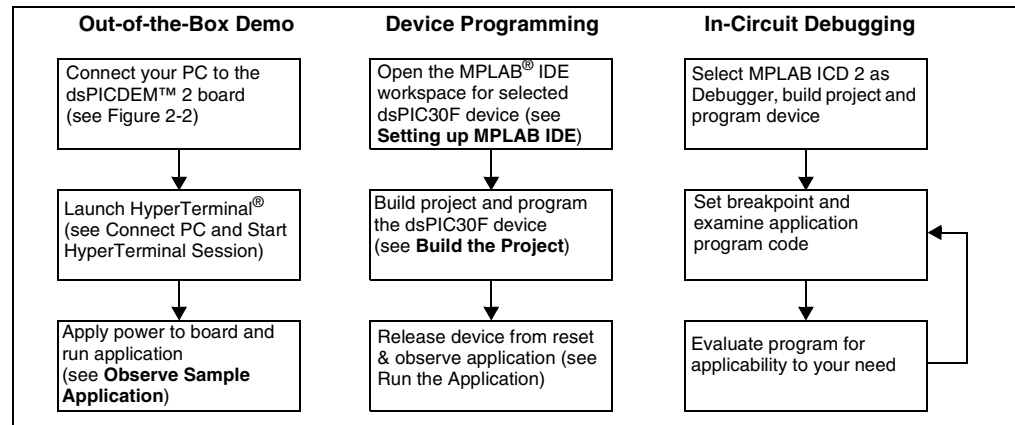 Out-of-the-Box Demo
Connect your PC to the
dsPICDEM™ 2 board
(see Figure 2-2)
Launch HyperTerminal®
(see Connect PC and Start
HyperTerminal Session)
Apply power to board and
run application
(see Observe Sample
Application)
Device Programming
Open the MPLAB® IDE
workspace for selected
dsPIC30F device (see
Setting up MPLAB IDE)
Build project and program
the dsPIC30F device
(see Build the Project)
Release device from reset
& observe application (see
Run the Application)
In-Circuit Debugging
Select MPLAB ICD 2 as
Debugger, build project and
program device
Set breakpoint and
examine application
program code
Evaluate program for
applicability to your need